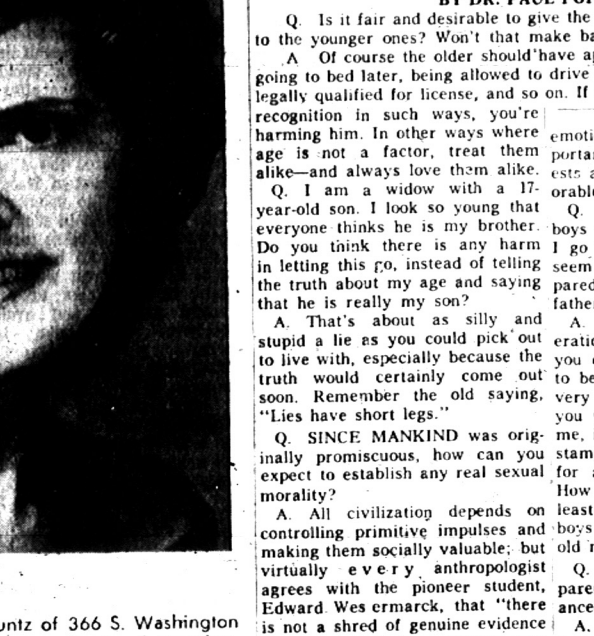 Q. Is it fair and desirable to give the
to the younger ones? Won't that make
A Of course the older should have
going to bed later, being allowed to drive
legally qualified for license, and so on. If
recognition in such ways, you're
harming him. In other ways where
age is not a factor, treat them
alike—and always love them alike.
Q. I am a widow with a 17-
year-old son. I look so young that
everyone thinks he is my brother.
Do you think there is any harm
in letting this go, instead of telling
the truth about my age and saying
that he is really my son?
A. That's about as silly and
stupid a lie as you could pick out
to live with, especially because the
truth would certainly come out
soon. Remember the old saying,
"Lies have short legs."
Q. SINCE MANKIND was orig-
inally promiscuous, how can you
expect to establish any real sexual
morality?
A. All civilization depends on
controlling primitive impulses and
making them socially valuable; but
virtually every anthropologist
agrees with the pioneer student,
Edward Wes ermarck, that "there
is not a shred of genuine evidence
emoti
porta
ests
orabl
Q.
boys
I go
seem
pared
fathe
A.
eratic
you
to be
very
you
me,
stam
for
How
least
boys
old
Q.
pare
ance
A.
untz of 366 S. Washington